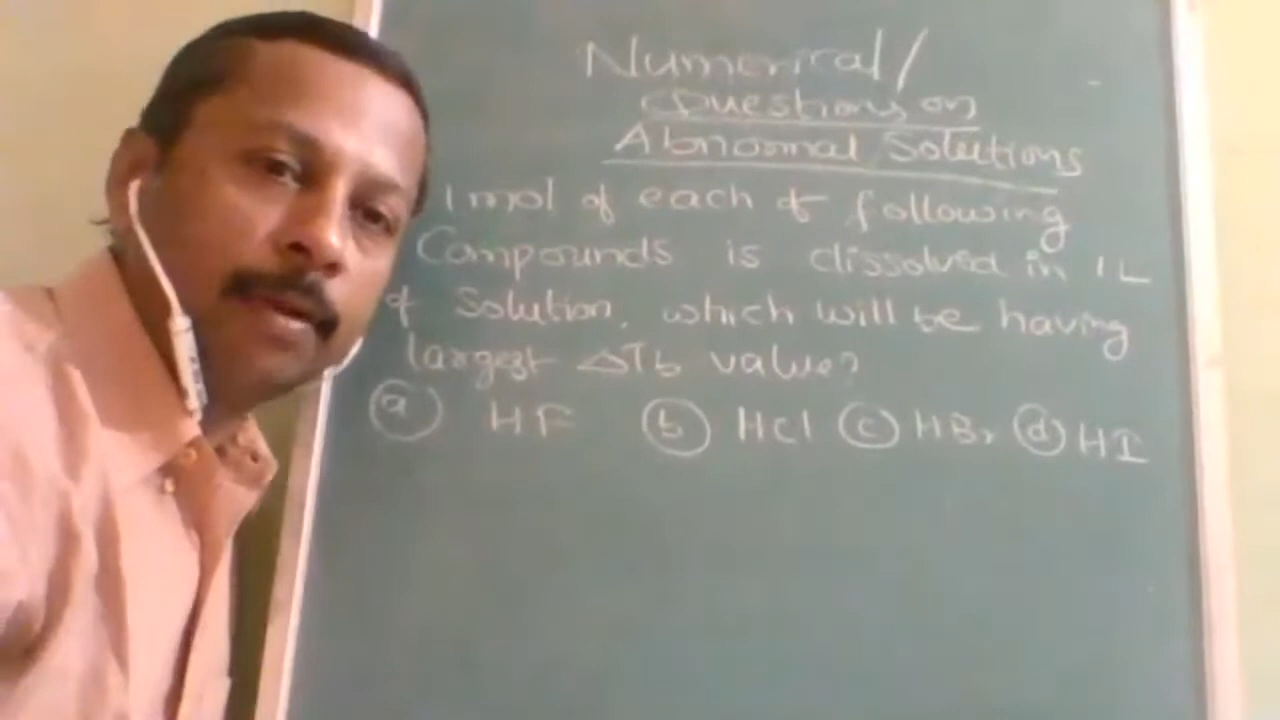 Numerical/
Questions on
Abnormal Solutions
1 mol of each of following
Compounds is dissolved in 1 L
of Solution, which will be having
largest ΔTb value?
(a) HF (b) HCl (c) HBr (d) HI